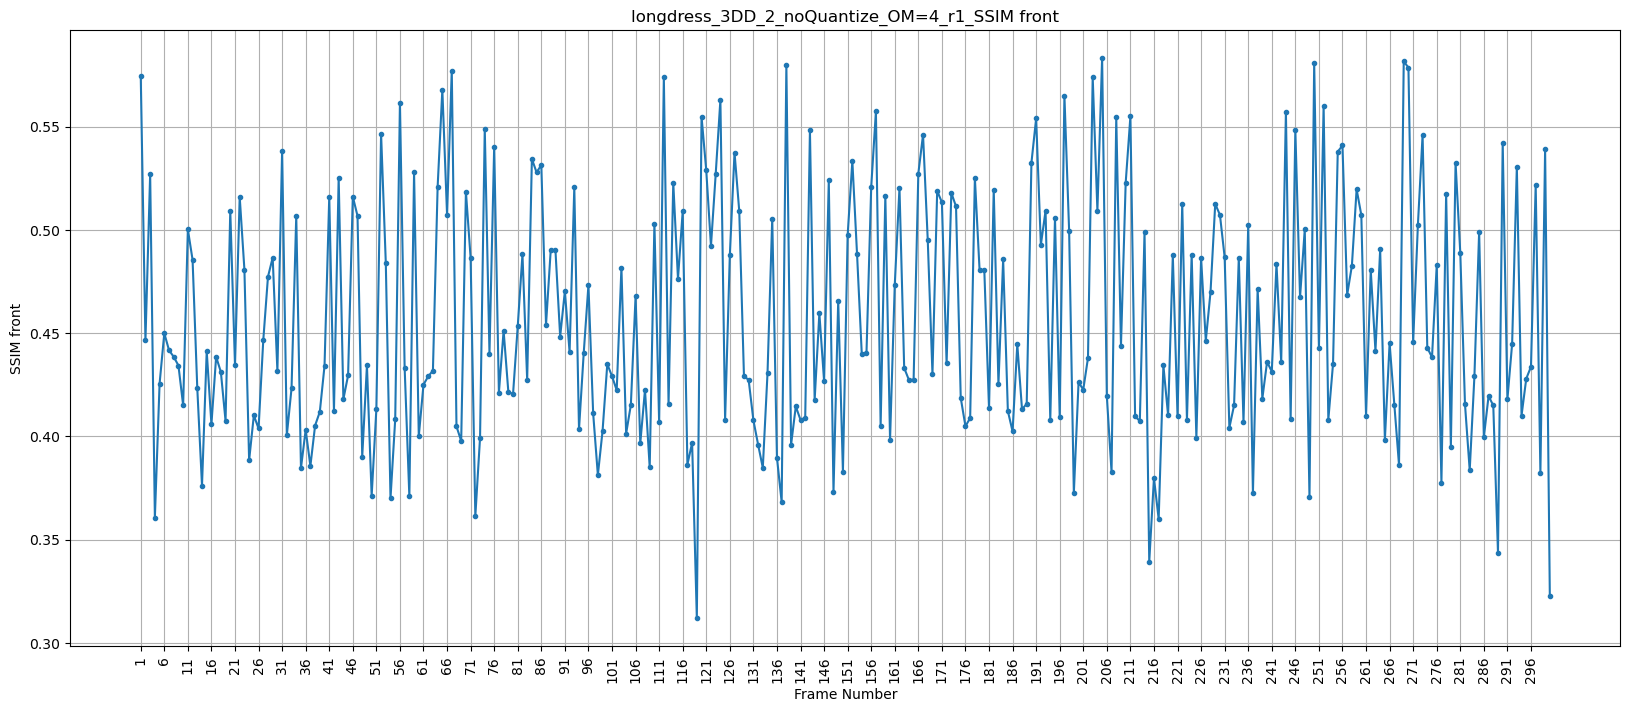 longdress_3DD_2_noQuantize_OM=4_r1_SSIM front
SSIM front
0.55
0.50
0.45
0.40
0.35
0.30
1 6 11 16 21 26 31 36 41 46 51 56 61 66 71 76 81 86 91 96 101 106 111 116 121 126 131 136 141 146 151 156 161 166 171 176 181 186 191 196 201 206 211 216 221 226 231 236 241 246 251 256 261 266 271 276 281 286 291 296
Frame Number